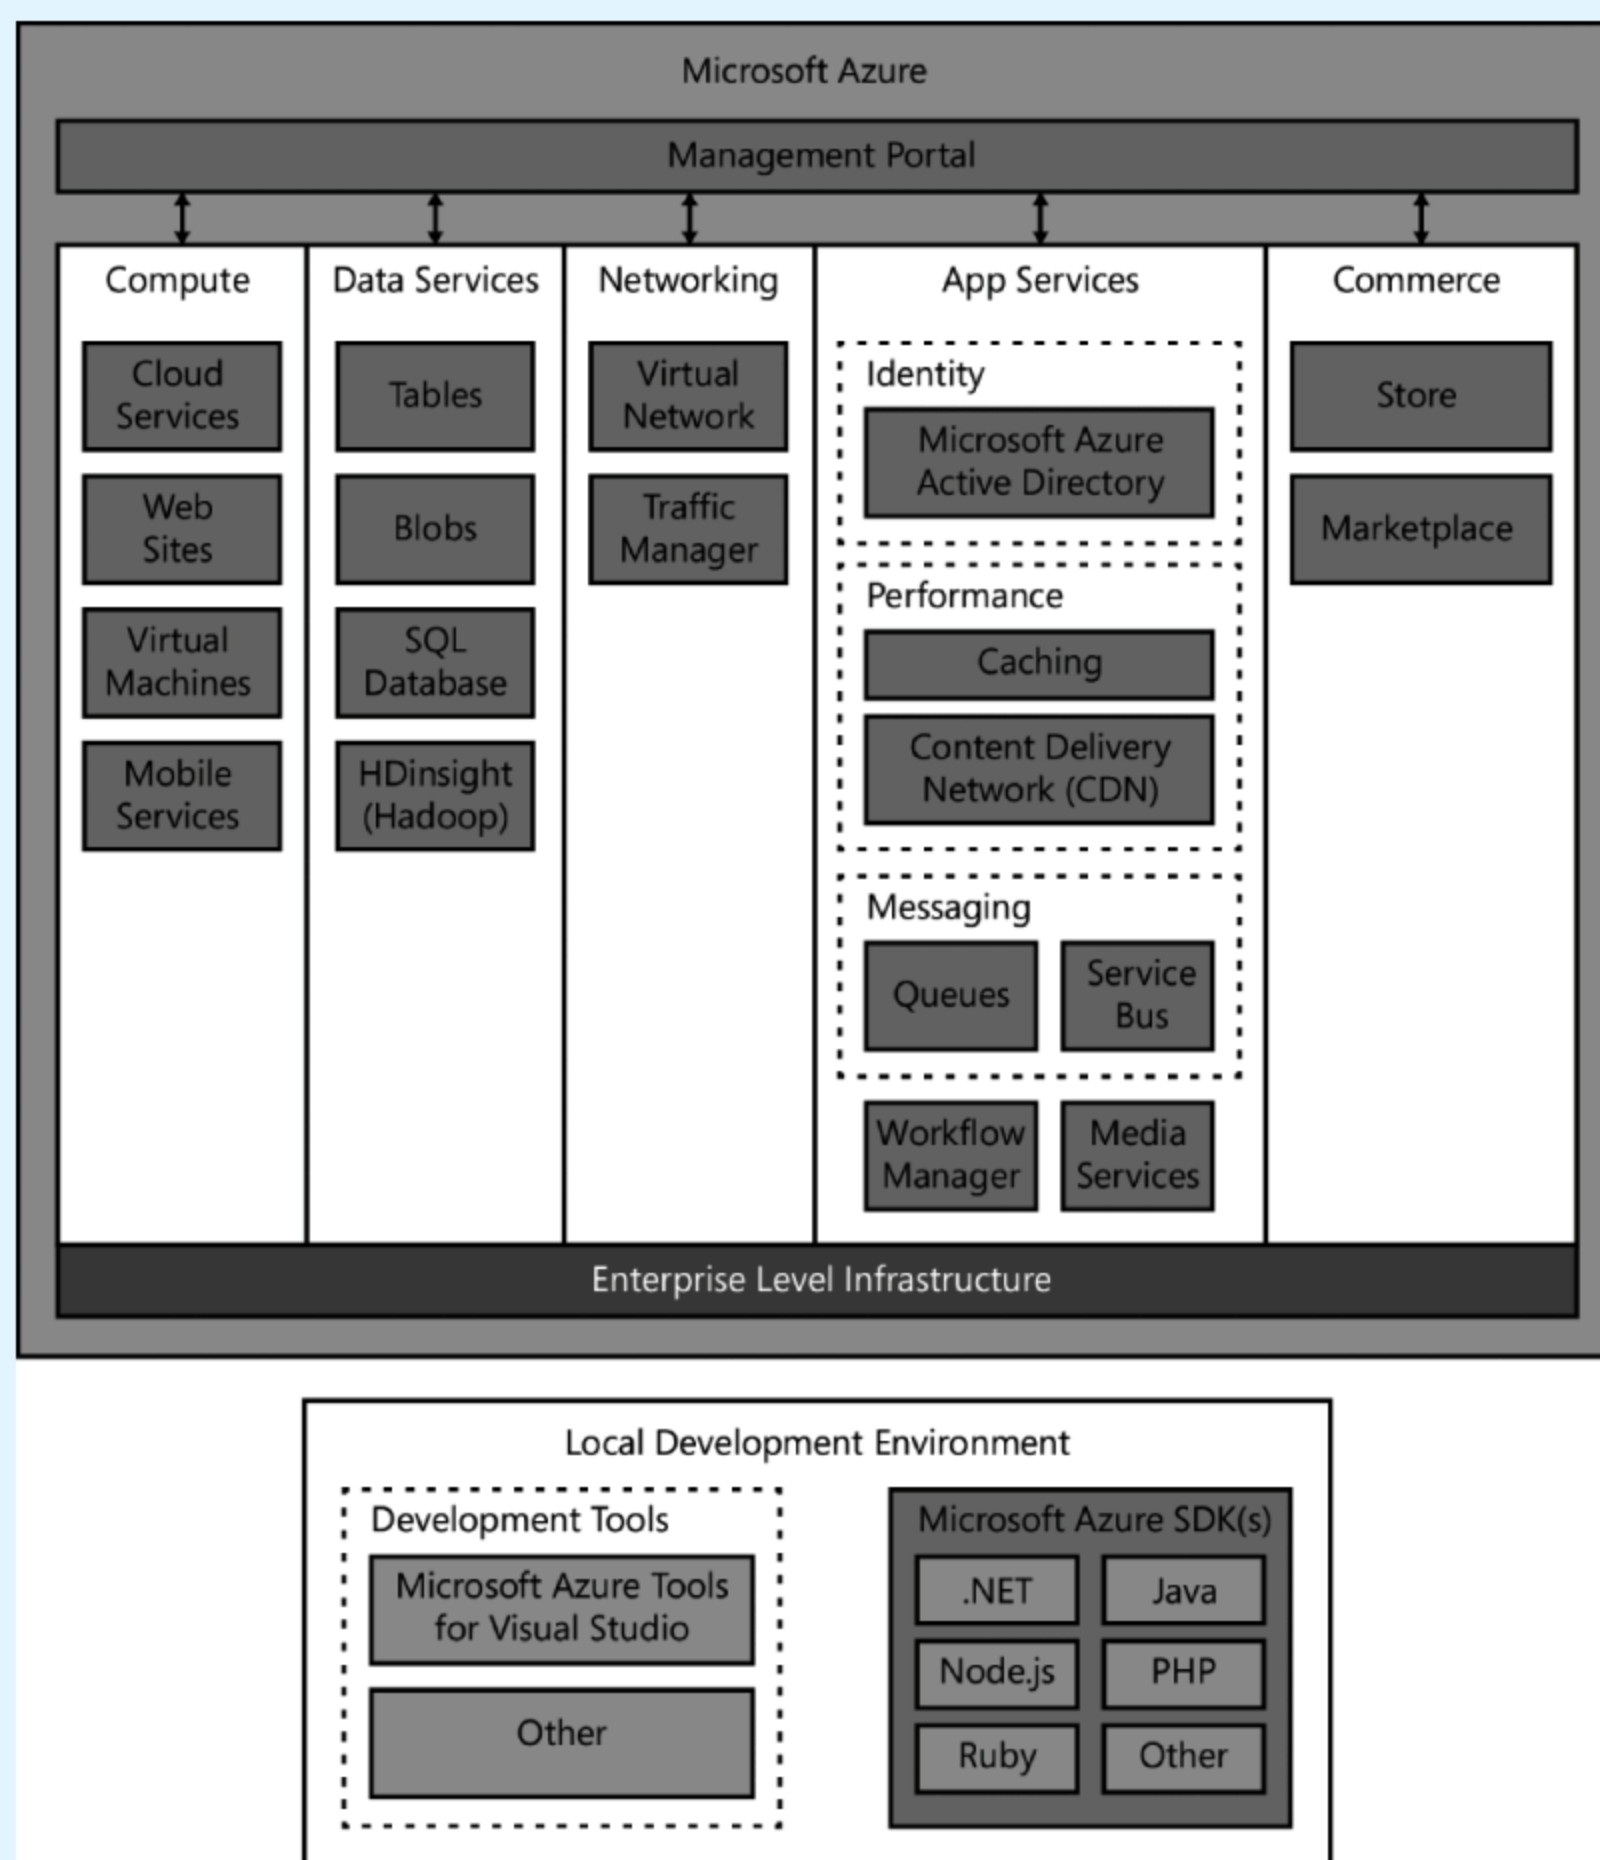 Microsoft Azure
Management Portal
Compute
Cloud
Services
Web
Sites
Virtual
Machines
Mobile
Services
Data Services
Tables
Blobs
SQL
Database
HDinsight
(Hadoop)
Networking
Virtual
Network
Traffic
Manager
App Services
Identity
Microsoft Azure
Active Directory
Performance
Caching
Content Delivery
Network (CDN)
Messaging
Queues
Service
Bus
Workflow
Manager
Media
Services
Commerce
Store
Marketplace
Enterprise Level Infrastructure
Local Development Environment
Development Tools
Microsoft Azure Tools
for Visual Studio
Other
Microsoft Azure SDK(s)
.NET
Java
Node.js
PHP
Ruby
Other